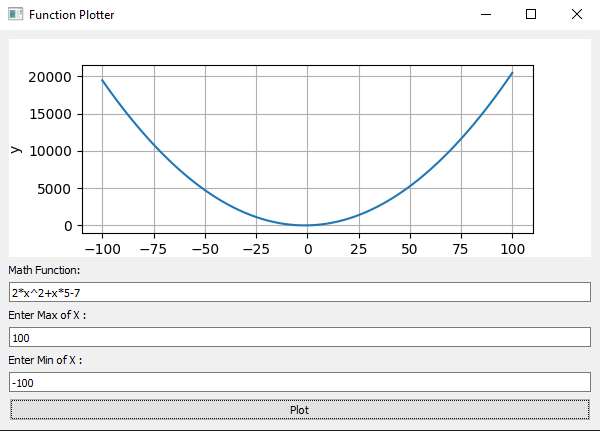 Function Plotter
20000
15000
10000
5000
0
y
−100 −75 −50 −25 0 25 50 75 100
Math Function:
2*x^2+x*5-7
Enter Max of X :
100
Enter Min of X :
-100
Plot